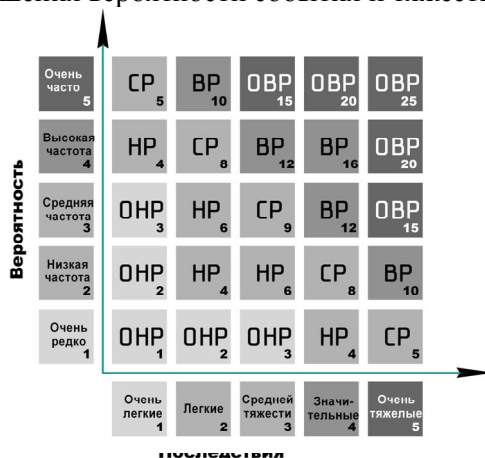 Очень
часто
5
СР
5
ВР
10
ОВР
15
ОВР
20
ОВР
25
Высокая
частота
4
НР
4
СР
8
ВР
12
ВР
16
ОВР
20
Вероятность
Средняя
частота
3
ОНР
3
НР
6
СР
9
ВР
12
ОВР
15
Низкая
частота
2
ОНР
2
НР
4
НР
6
СР
8
ВР
10
Очень
редко
1
ОНР
1
ОНР
2
ОНР
3
НР
4
СР
5
Очень
легкие
1
Легкие
2
Средней
тяжести
3
Значи-
тельные
4
Очень
тяжелые
5
Последствия